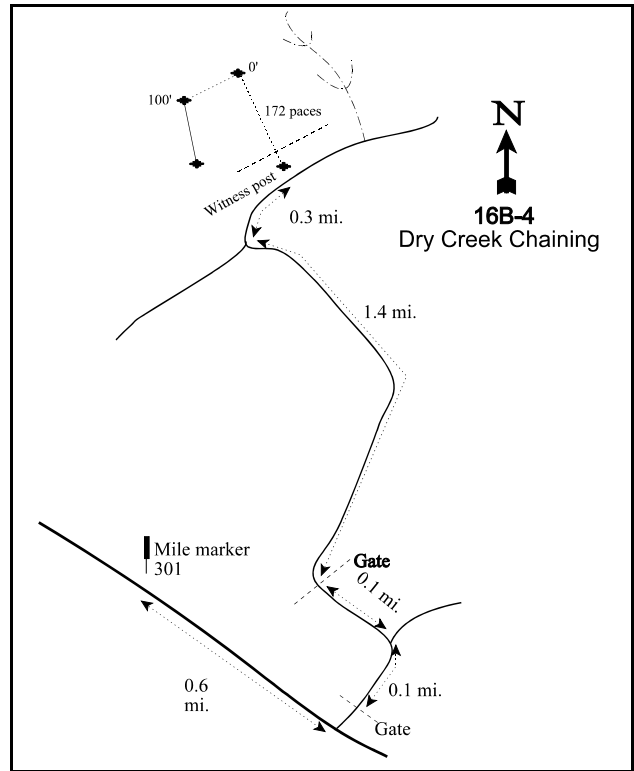 0'
100'
172 paces
N
Witness post
0.3 mi.
16B-4
Dry Creek Chaining
1.4 mi.
Mile marker
301
Gate
0.1 mi.
0.6
mi.
0.1 mi.
Gate